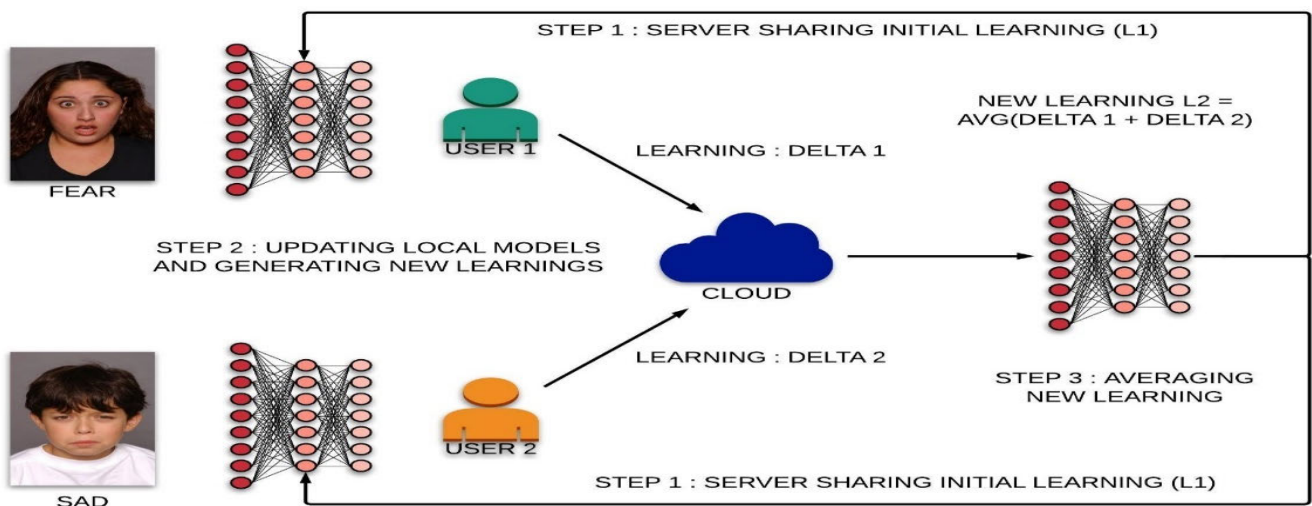 STEP 1 : SERVER SHARING INITIAL LEARNING (L1)
FEAR
USER 1
LEARNING : DELTA 1
NEW LEARNING L2 =
AVG(DELTA 1 + DELTA 2)
STEP 2 : UPDATING LOCAL MODELS
AND GENERATING NEW LEARNINGS
CLOUD
LEARNING : DELTA 2
STEP 3 : AVERAGING
NEW LEARNING
USER 2
SAD
STEP 1 : SERVER SHARING INITIAL LEARNING (L1)